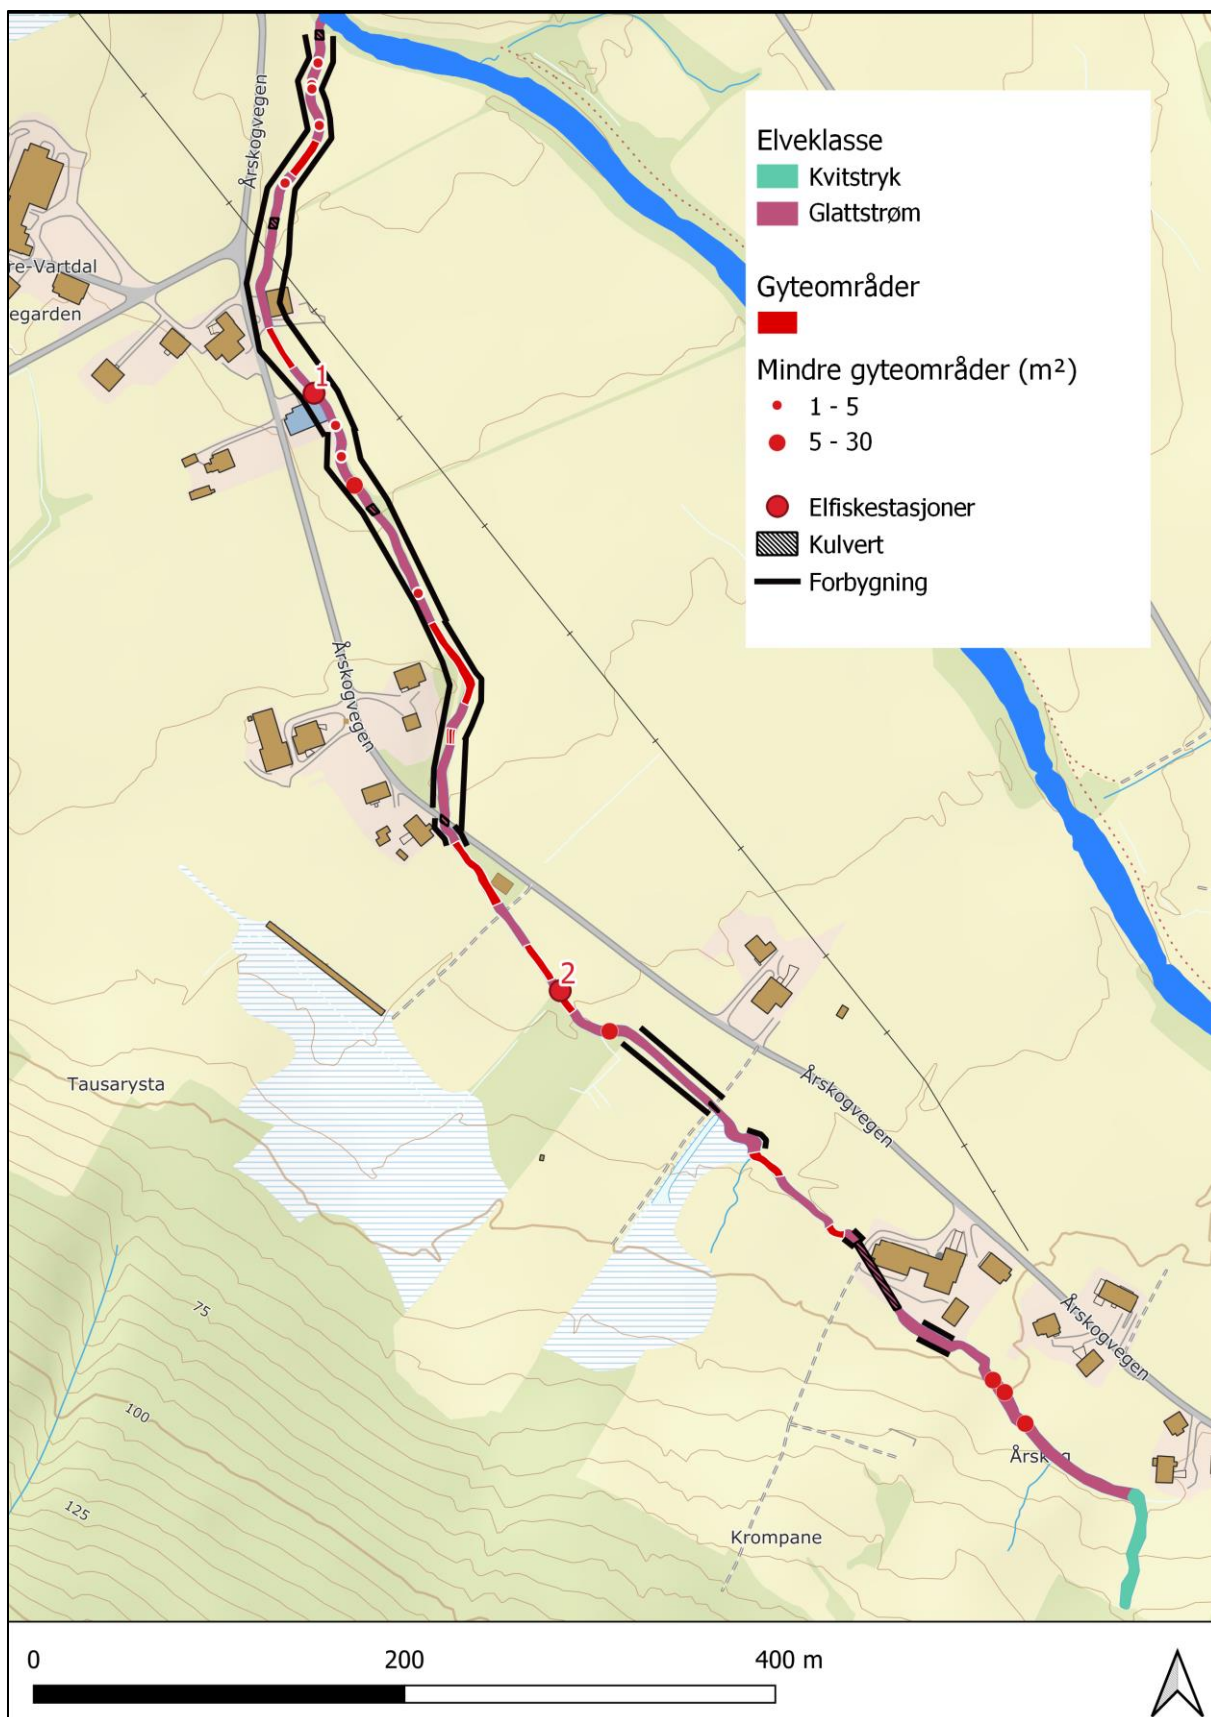 Årskogvegen
Elveklasse
Kvitstryk
Glattstrøm
re-Vartdal
Gyteområder
egarden
Mindre gyteområder (m²)
1
1 - 5
5 - 30
Elfiskestasjoner
Kulvert
Forbygning
Årskogvegen
2
Tausarysta
Årskogvegen
75
Årskogvegen
100
Årskog
125
Krompane
0
200
400 m